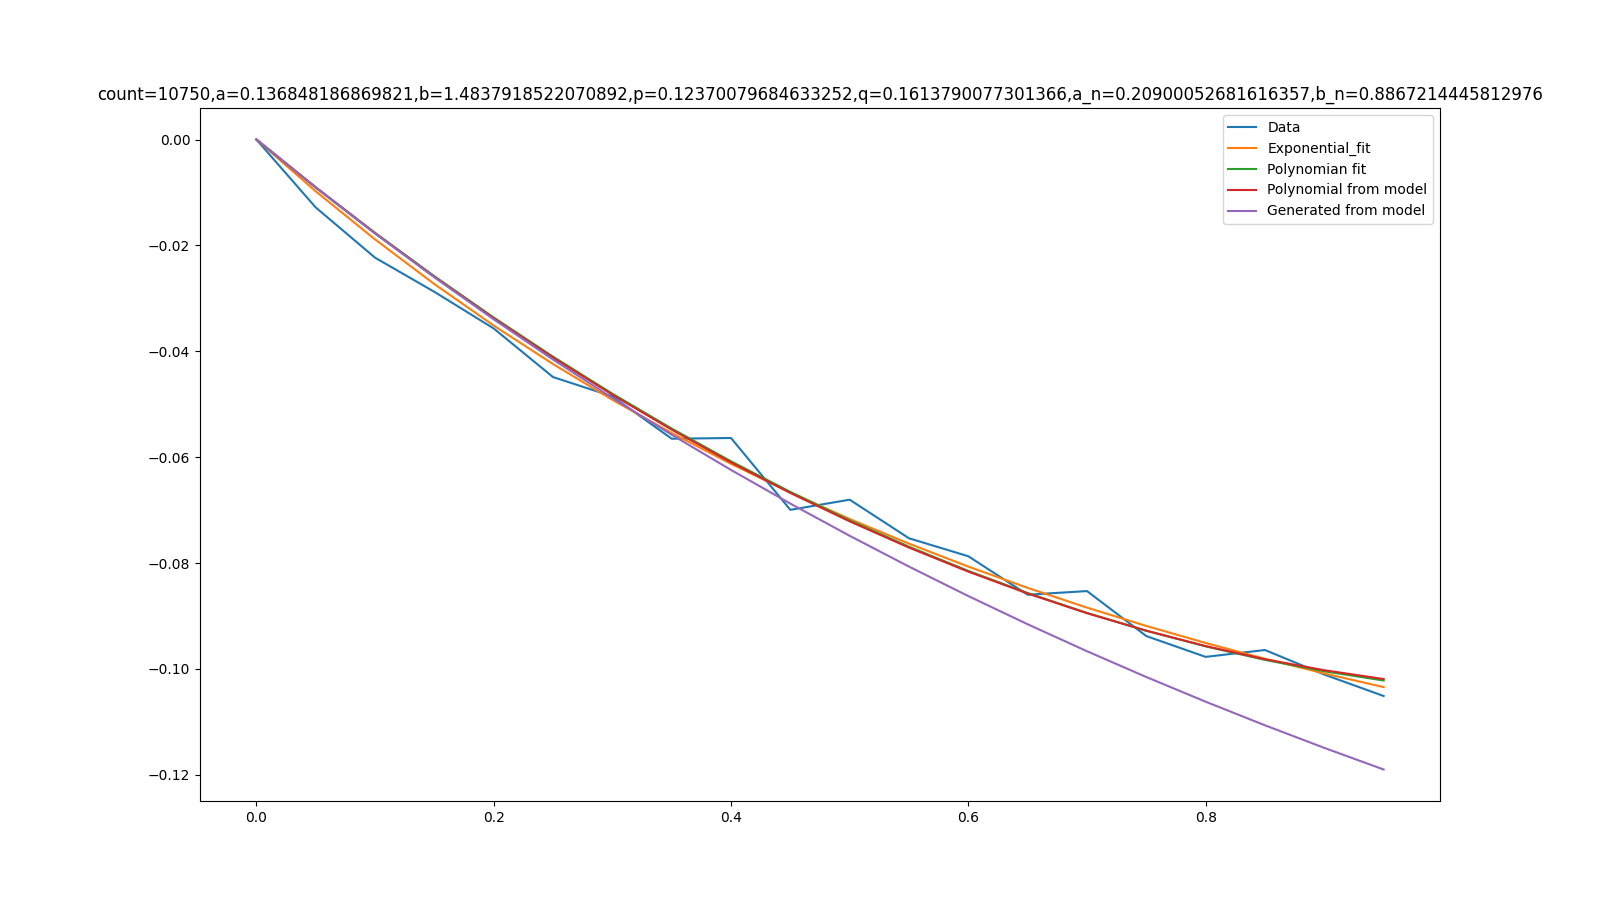 count=10750,a=0.136848186869821,b=1.4837918522070892,p=0.12370079684633252,q=0.1613790077301366,a_n=0.20900052681616357,b_n=0.8867214445812976
Data
Exponential_fit
Polynomian fit
Polynomial from model
Generated from model
0.00
−0.02
−0.04
−0.06
−0.08
−0.10
−0.12
0.0 0.2 0.4 0.6 0.8